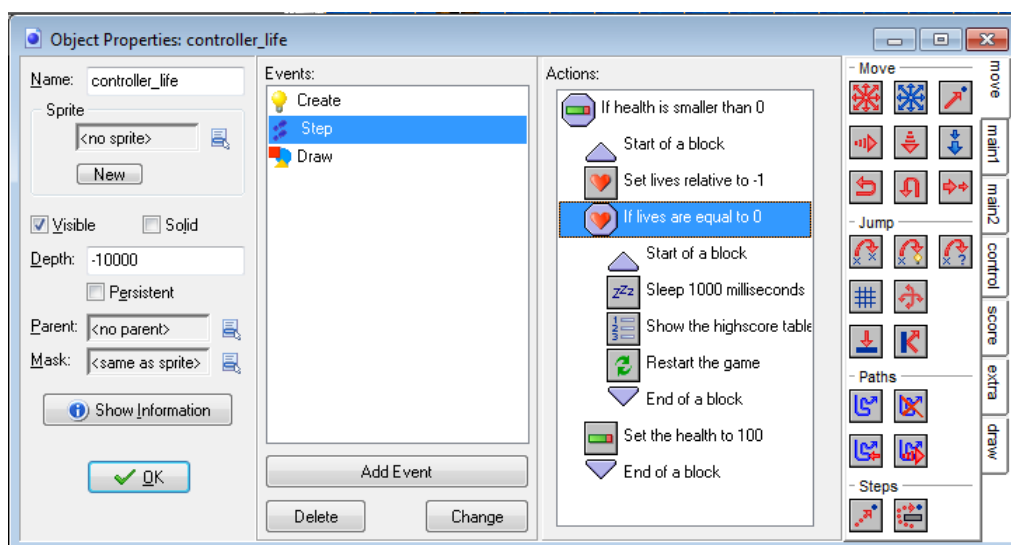 Object Properties: controller_life
Name: controller_life
Sprite
<no sprite>
New
Visible
Solid
Depth: -10000
Persistent
Parent: <no parent>
Mask: <same as sprite>
Show Information
OK
Events:
Create
Step
Draw
Add Event
Delete
Change
Actions:
If health is smaller than 0
Start of a block
Set lives relative to -1
If lives are equal to 0
Start of a block
Sleep 1000 milliseconds
Show the highscore table
Restart the game
End of a block
Set the health to 100
End of a block
Move
Jump
Paths
Steps
move
main1
main2
control
score
extra
draw